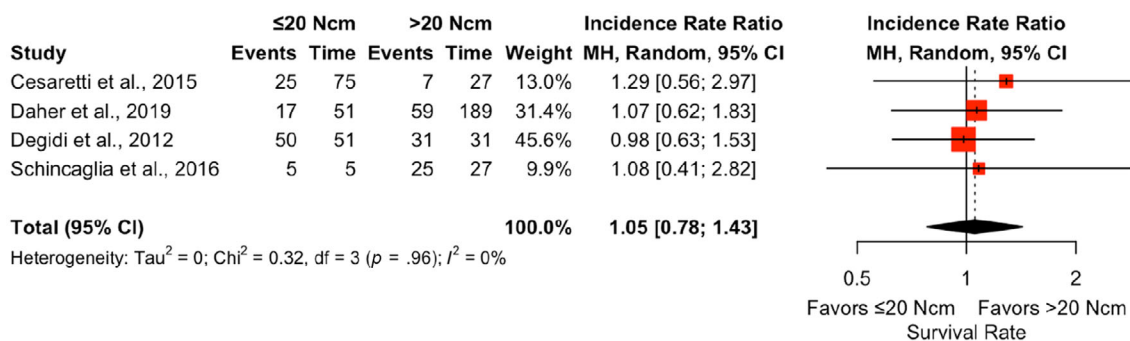 ≤20 Ncm >20 Ncm Incidence Rate Ratio Incidence Rate Ratio
Study Events Time Events Time Weight MH, Random, 95% CI MH, Random, 95% CI
Cesaretti et al., 2015 25 75 7 27 13.0% 1.29 [0.56; 2.97]
Daher et al., 2019 17 51 59 189 31.4% 1.07 [0.62; 1.83]
Degidi et al., 2012 50 51 31 31 45.6% 0.98 [0.63; 1.53]
Schincaglia et al., 2016 5 5 25 27 9.9% 1.08 [0.41; 2.82]
Total (95% CI) 100.0% 1.05 [0.78; 1.43]
Heterogeneity: Tau² = 0; Chi² = 0.32, df = 3 (p = .96); I² = 0%
0.5 1 2
Favors ≤20 Ncm Favors >20 Ncm
Survival Rate